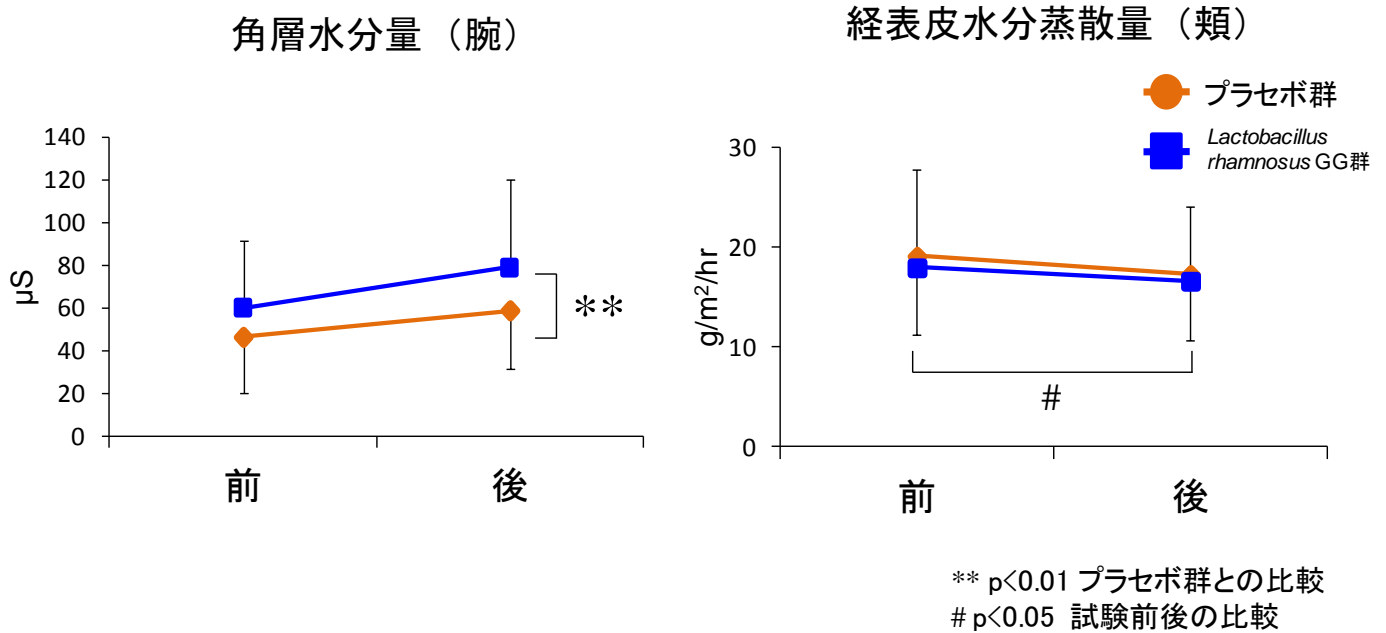 角層水分量（腕）
140
120
100
80
60
40
20
0
µS
**
前
後
経表皮水分蒸散量（頬）
プラセボ群
Lactobacillus
rhamnosus GG群
30
20
10
0
g/m²/hr
#
前
後
** p<0.01 プラセボ群との比較
# p<0.05 試験前後の比較